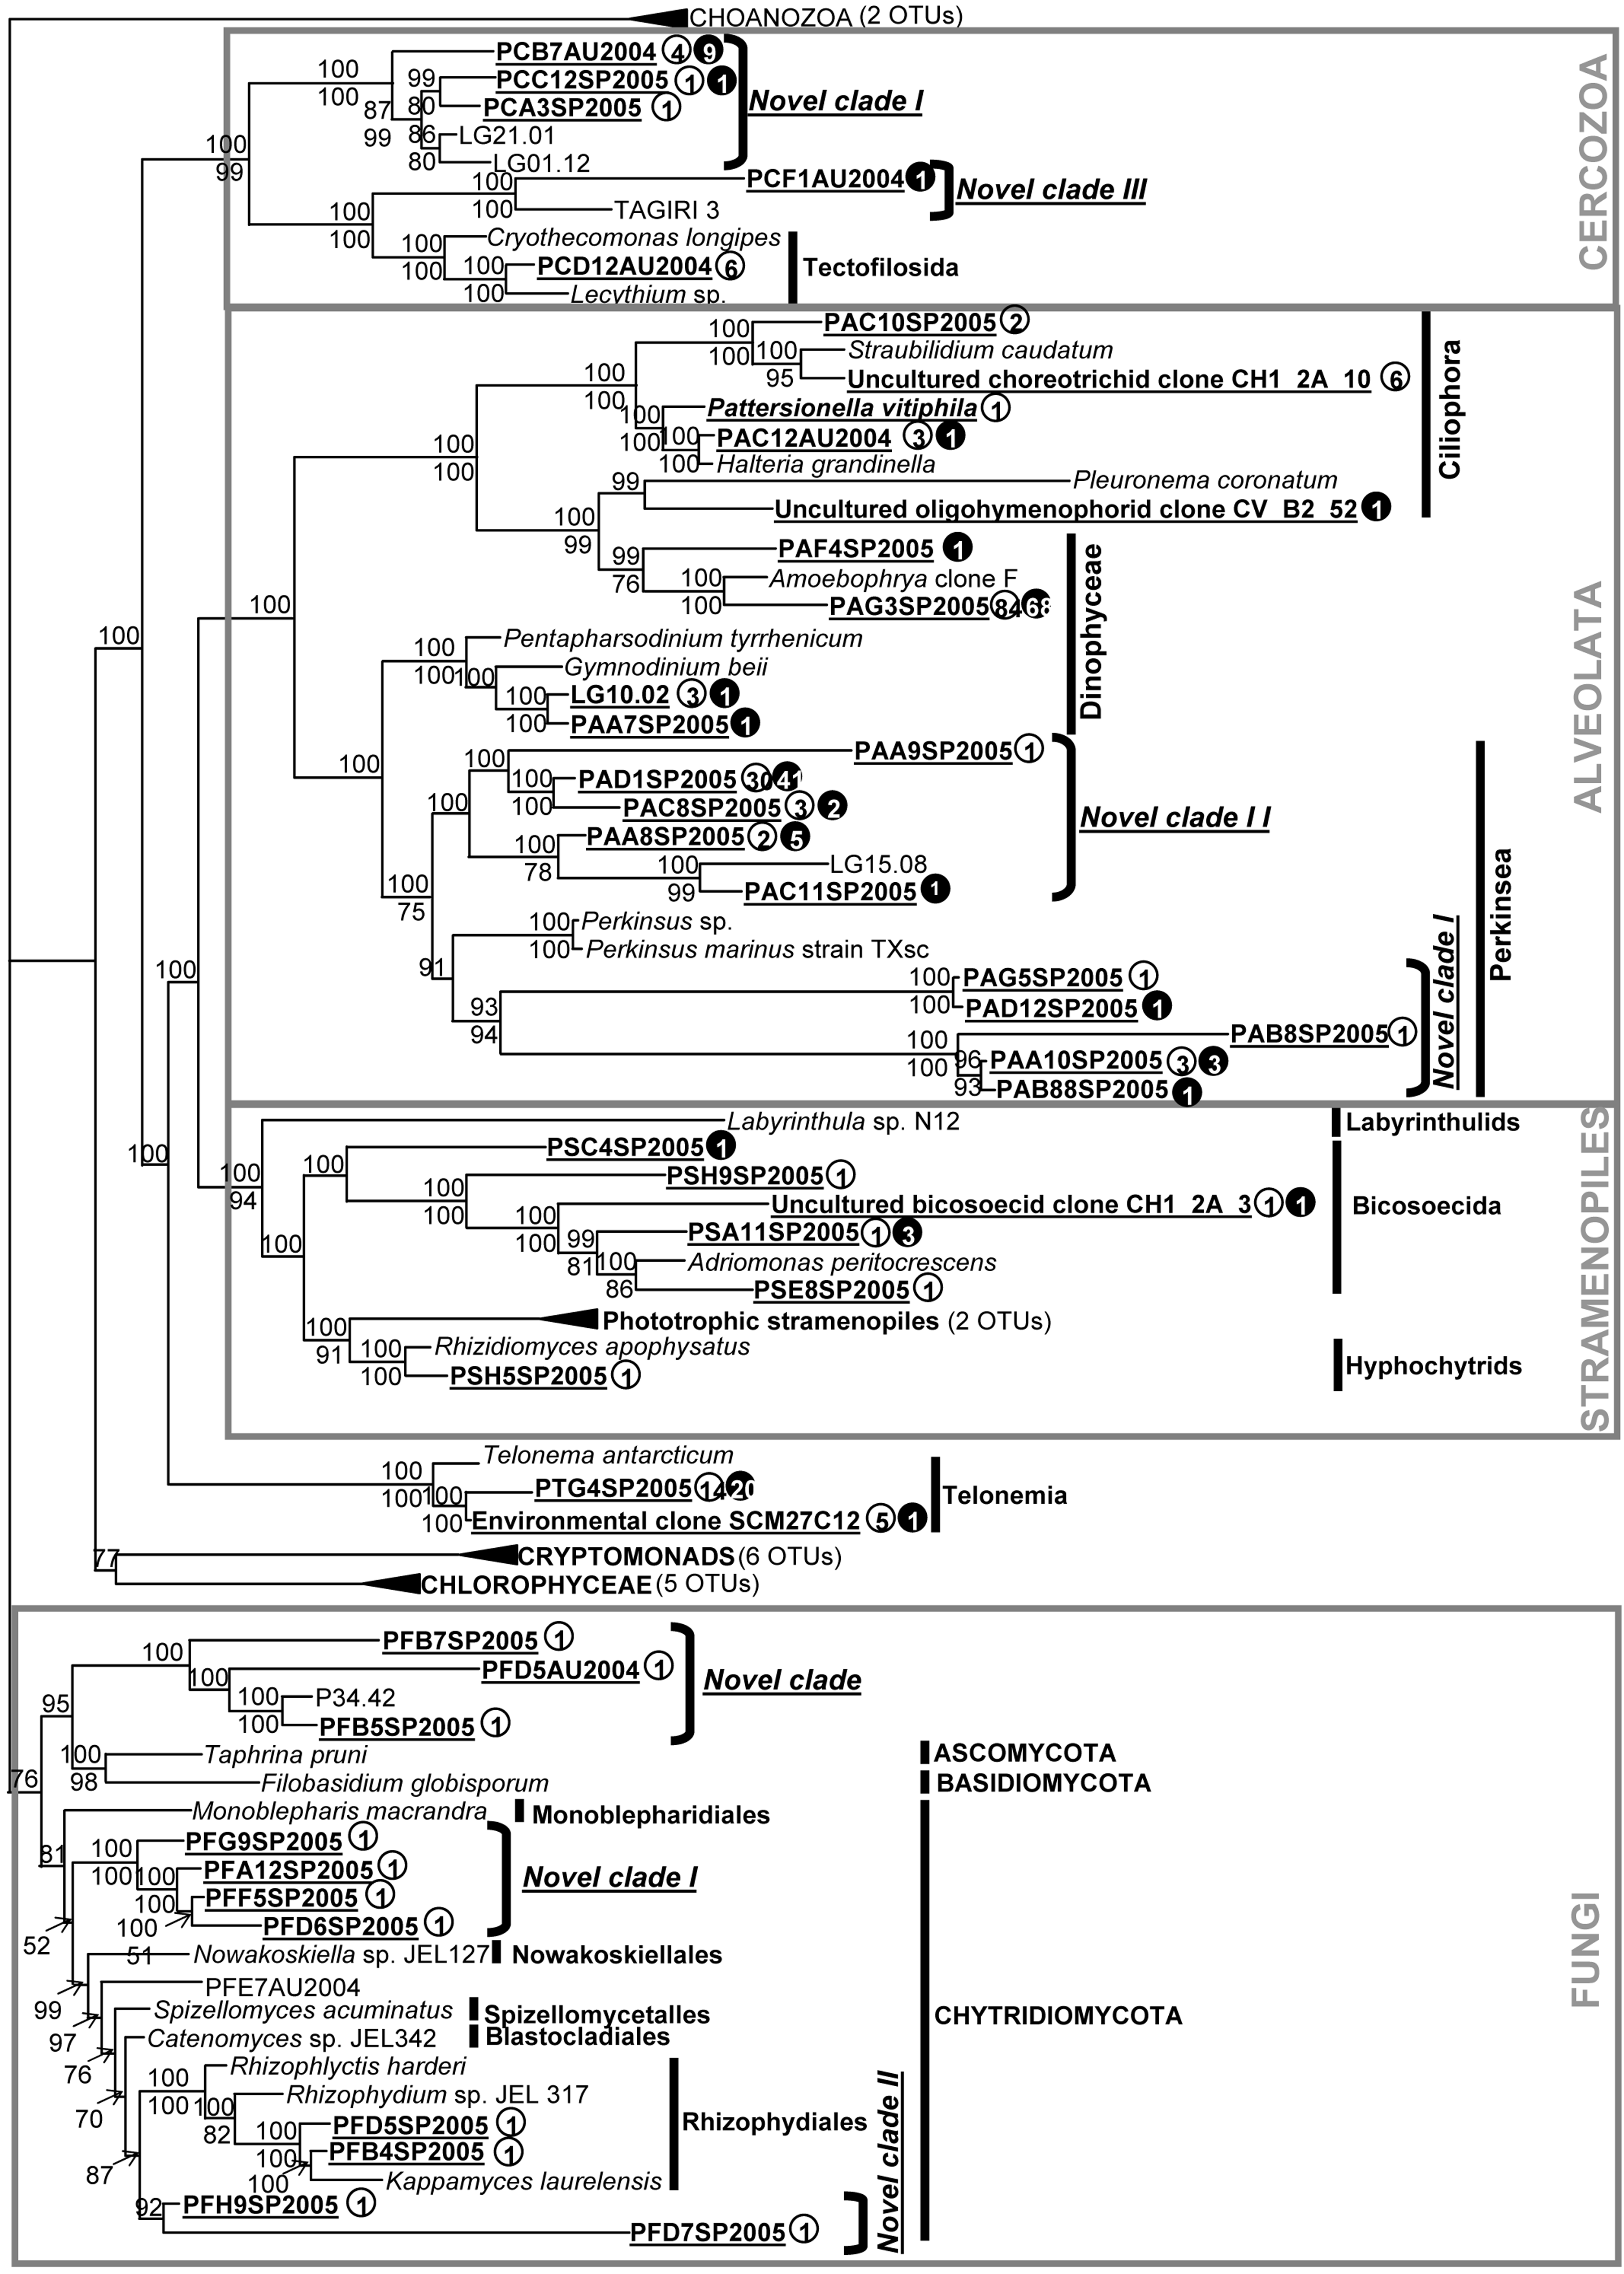 CHOANOZOA (2 OTUs)
CERCOZOA
PCB7AU2004 4 9
100
99 PCC12SP2005 1 1
100 87 80 PCA3SP2005 1
Novel clade I
99 86 LG21.01
100
80 LG01.12
99
100 PCF1AU2004 1
Novel clade III
100 100 TAGIRI 3
100 100 Cryothecomonas longipes
100 100 PCD12AU2004 6
Tectofilosida
100 Lecythium sp.
ALVEOLATA
100 PAC10SP2005 2
100 100 Straubilidium caudatum
100 95 Uncultured choreotrichid clone CH1 2A 10 6
Ciliophora
100 100 Pattersionella vitiphila 1
100 100 100 PAC12AU2004 3 1
100 100 Halteria grandinella
99 Pleuronema coronatum
100 Uncultured oligohymenophorid clone CV B2 52 1
99 99 PAF4SP2005 1
76 100 Amoebophrya clone F
100 100 PAG3SP2005 84 68
Dinophyceae
100 Pentapharsodinium tyrrhenicum
100 100 Gymnodinium beii
100 LG10.02 3 1
100 PAA7SP2005 1
100 100 PAA9SP2005 1
100 PAD1SP2005 30 41
100 100 PAC8SP2005 3 2
Novel clade I I
100 PAA8SP2005 2 5
78 100 LG15.08
100 99 PAC11SP2005 1
75
Perkinsea
100 Perkinsus sp.
100 Perkinsus marinus strain TXsc
91
100 PAG5SP2005 1
93 100 PAD12SP2005 1
94 100 PAB8SP2005 1
100 96 PAA10SP2005 3 3
93 PAB88SP2005 1
Novel clade I
100
100
STRAMENOPILES
Labyrinthula sp. N12
Labyrinthulids
100 100 PSC4SP2005 1
94 100 PSH9SP2005 1
100 100 Uncultured bicosoecid clone CH1 2A 3 1 1
Bicosoecida
100 99 PSA11SP2005 1 3
100 81 100 Adriomonas peritocrescens
86 PSE8SP2005 1
100 Phototrophic stramenopiles (2 OTUs)
91 100 Rhizidiomyces apophysatus
100 PSH5SP2005 1
Hyphochytrids
100
100 Telonema antarcticum
100 100 PTG4SP2005 14 20
Telonemia
100 Environmental clone SCM27C12 5 1
77 CRYPTOMONADS (6 OTUs)
CHLOROPHYCEAE (5 OTUs)
FUNGI
100 PFB7SP2005 1
100 PFD5AU2004 1
Novel clade
95 100 P34.42
100 PFB5SP2005 1
100 Taphrina pruni
ASCOMYCOTA
76 98 Filobasidium globisporum
BASIDIOMYCOTA
Monoblepharis macrandra Monoblepharidiales
81 100 PFG9SP2005 1
100 100 PFA12SP2005 1
Novel clade I
100 PFF5SP2005 1
52 100 PFD6SP2005 1
51 Nowakoskiella sp. JEL127 Nowakoskiellales
99 PFE7AU2004
97 Spizellomyces acuminatus Spizellomycetalles
CHYTRIDIOMYCOTA
76 Catenomyces sp. JEL342 Blastocladiales
100 Rhizophlyctis harderi
70 100 100 Rhizophydium sp. JEL 317
82 100 PFD5SP2005 1
Rhizophydiales
100 PFB4SP2005 1
87 100 Kappamyces laurelensis
92 PFH9SP2005 1
PFD7SP2005 1
Novel clade II